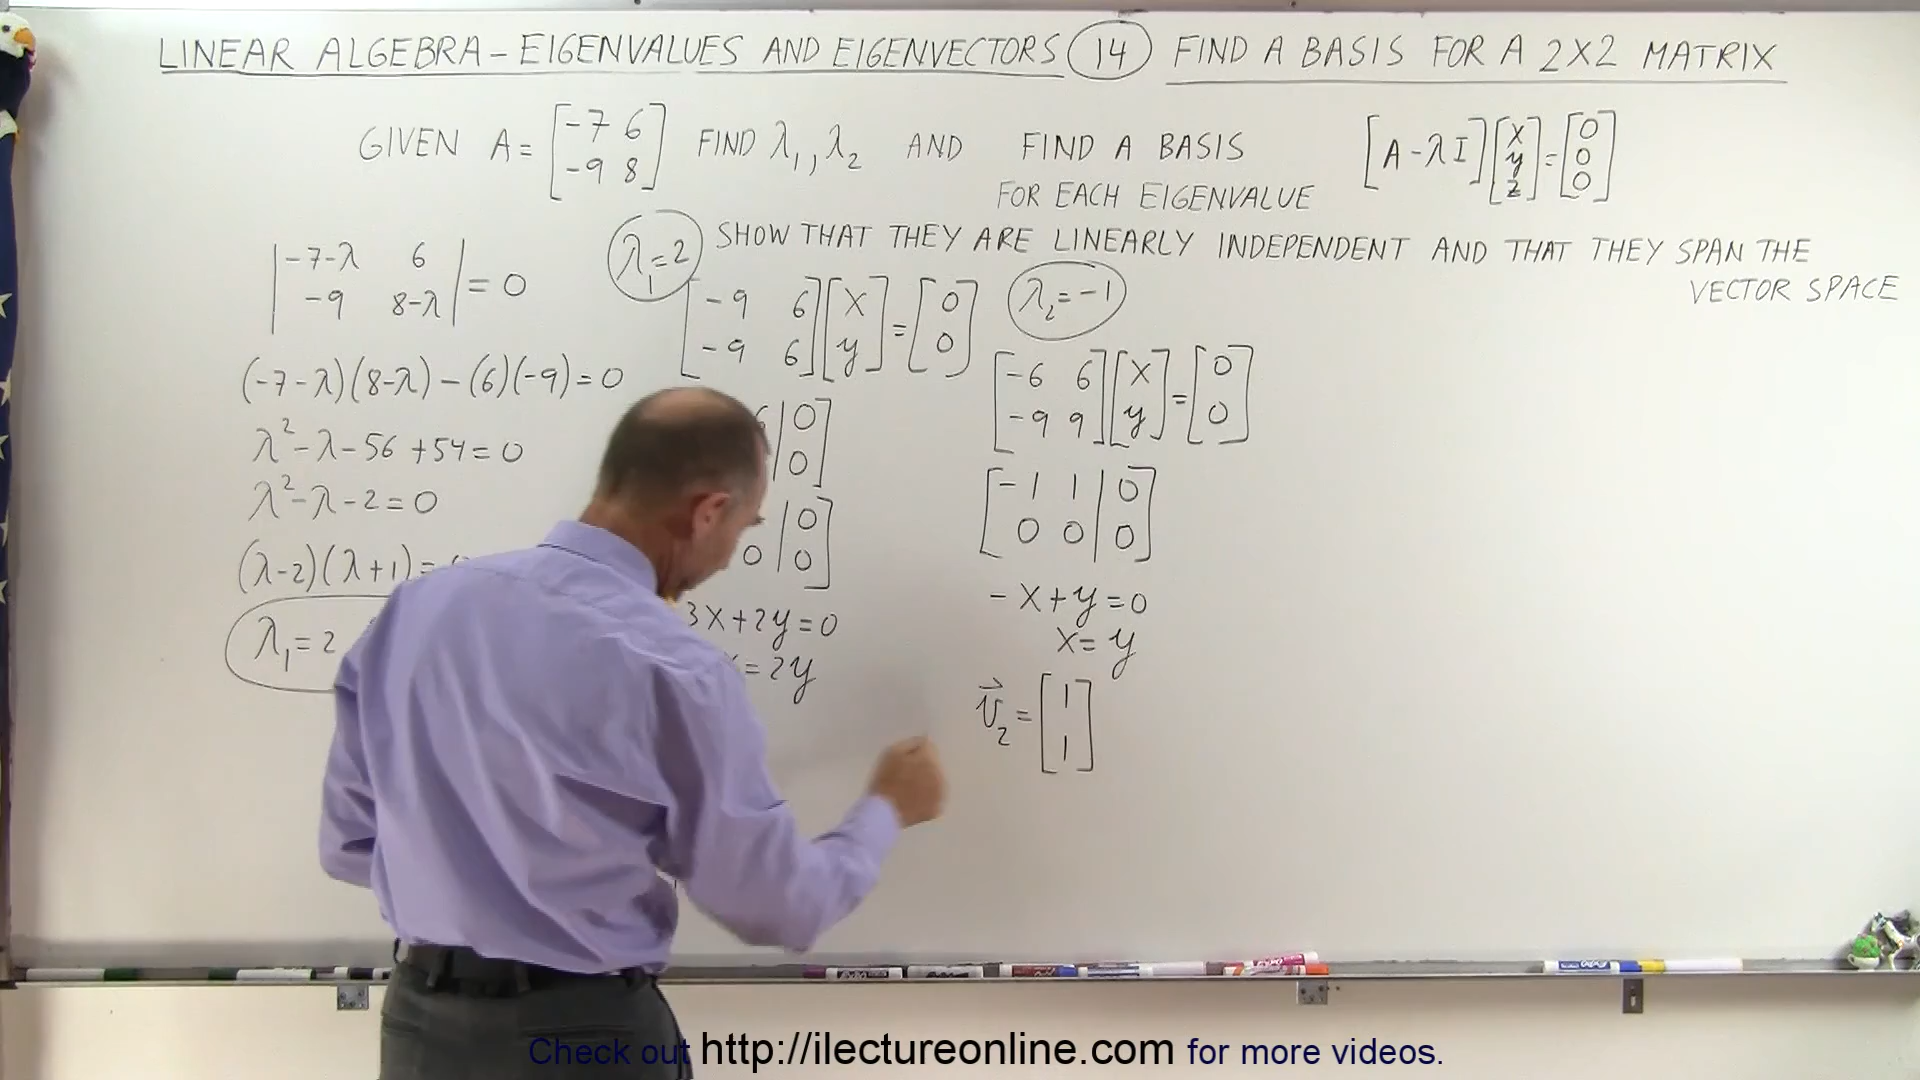 LINEAR ALGEBRA - EIGENVALUES AND EIGENVECTORS 14 FIND A BASIS FOR A 2X2 MATRIX
GIVEN A = [-7 6
-9 8] FIND λ1, λ2 AND FIND A BASIS
FOR EACH EIGENVALUE
[A - λI] [x
y
z] = [0
0
0]
SHOW THAT THEY ARE LINEARLY INDEPENDENT AND THAT THEY SPAN THE
VECTOR SPACE
|-7-λ 6
-9 8-λ| = 0
(-7-λ)(8-λ) - (6)(-9) = 0
λ² - λ - 56 + 54 = 0
λ² - λ - 2 = 0
(λ-2)(λ+1) =
λ1 = 2
λ1 = 2
[-9 6
-9 6] [x
y] = [0
0]
6 | 0]
| 0]
| 0]
0 | 0]
3x + 2y = 0
= 2y
λ2 = -1
[-6 6
-9 9] [x
y] = [0
0]
[-1 1 | 0
0 0 | 0]
-x + y = 0
x = y
v⃗2 = [1
1]
EXPO
Check out http://ilectureonline.com for more videos.